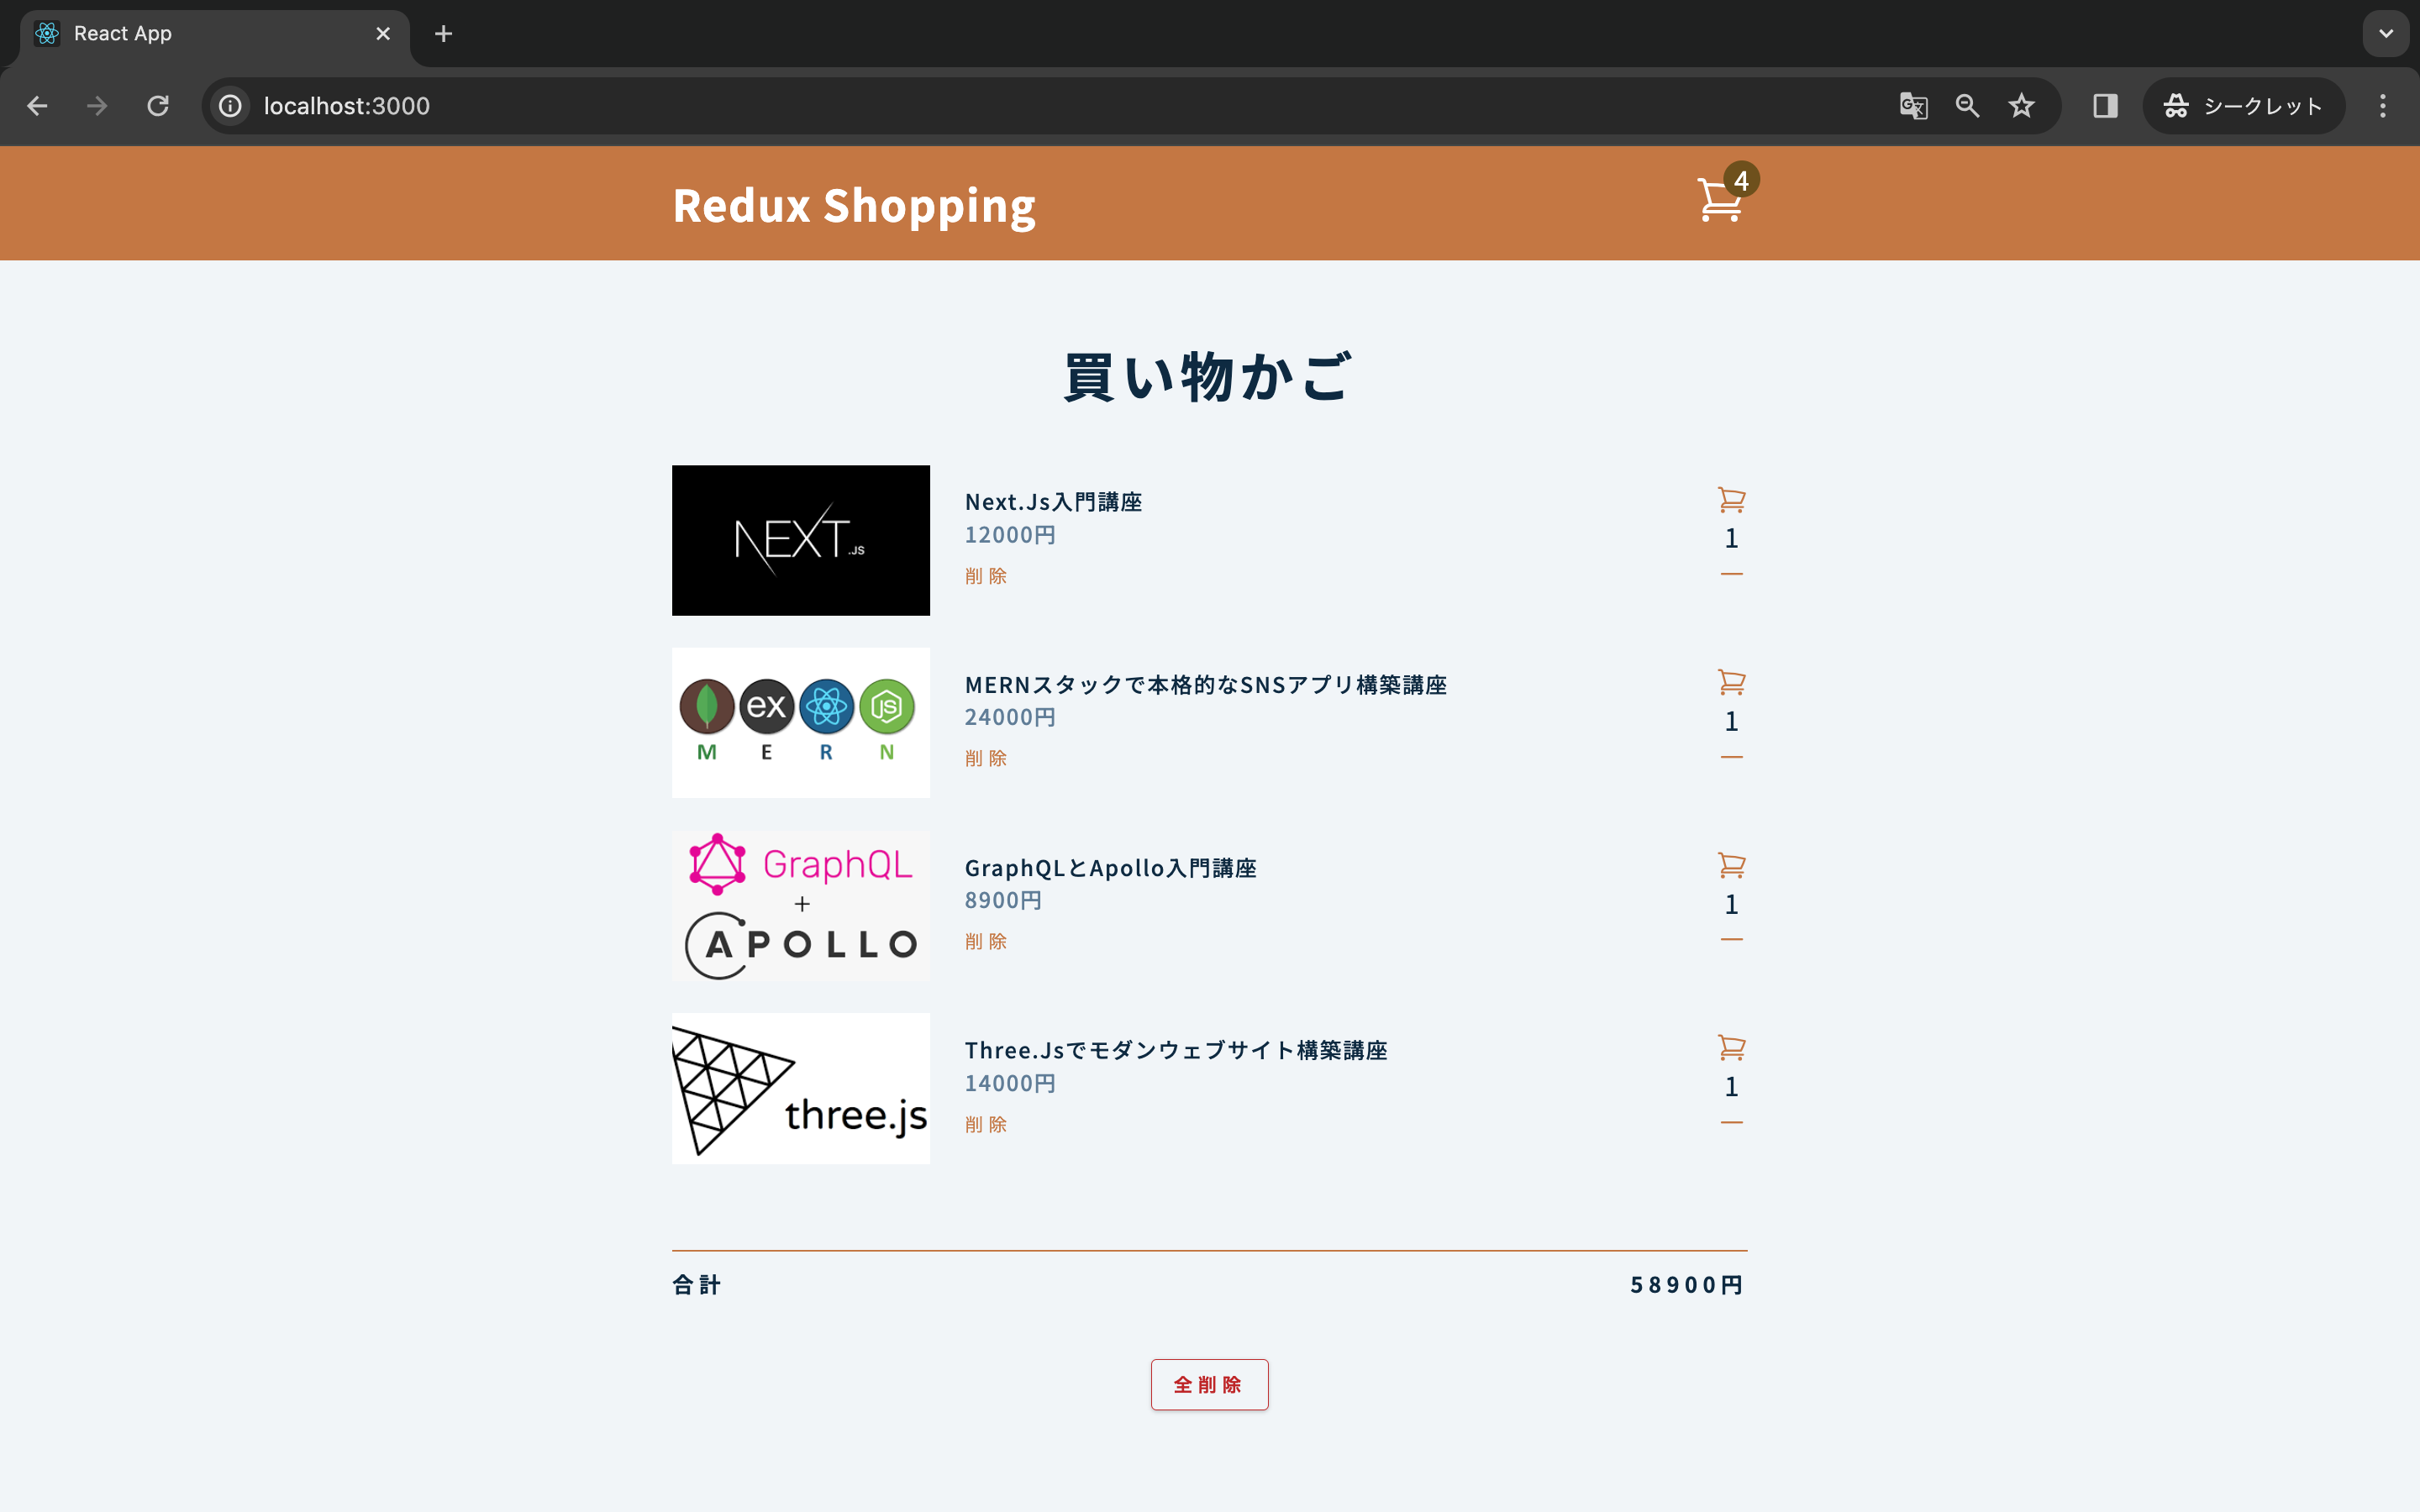 React App
localhost:3000
シークレット
Redux Shopping
4
買い物かご
NEXT.JS
Next.Js入門講座
12000円
削除
1
ex
JS
M E R N
MERNスタックで本格的なSNSアプリ構築講座
24000円
削除
1
GraphQL
+
APOLLO
GraphQLとApollo入門講座
8900円
削除
1
three.js
Three.Jsでモダンウェブサイト構築講座
14000円
削除
1
合計
58900円
全削除